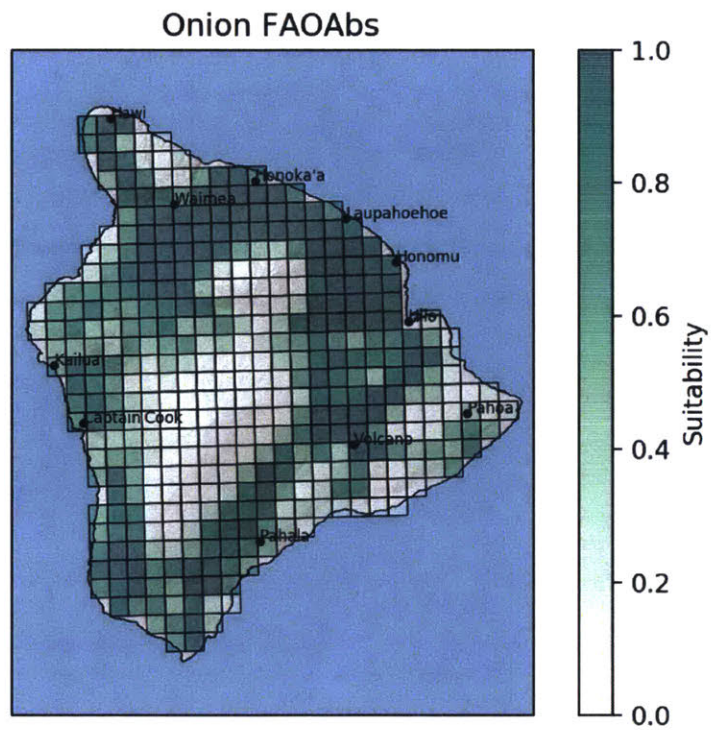 Onion FAOAbs
Hawi
Honoka'a
Waimea
Laupahoehoe
Honomu
Hilo
Kailua
Captain Cook
Pahoa
Volcano
Pahala
1.0
0.8
0.6
0.4
0.2
0.0
Suitability